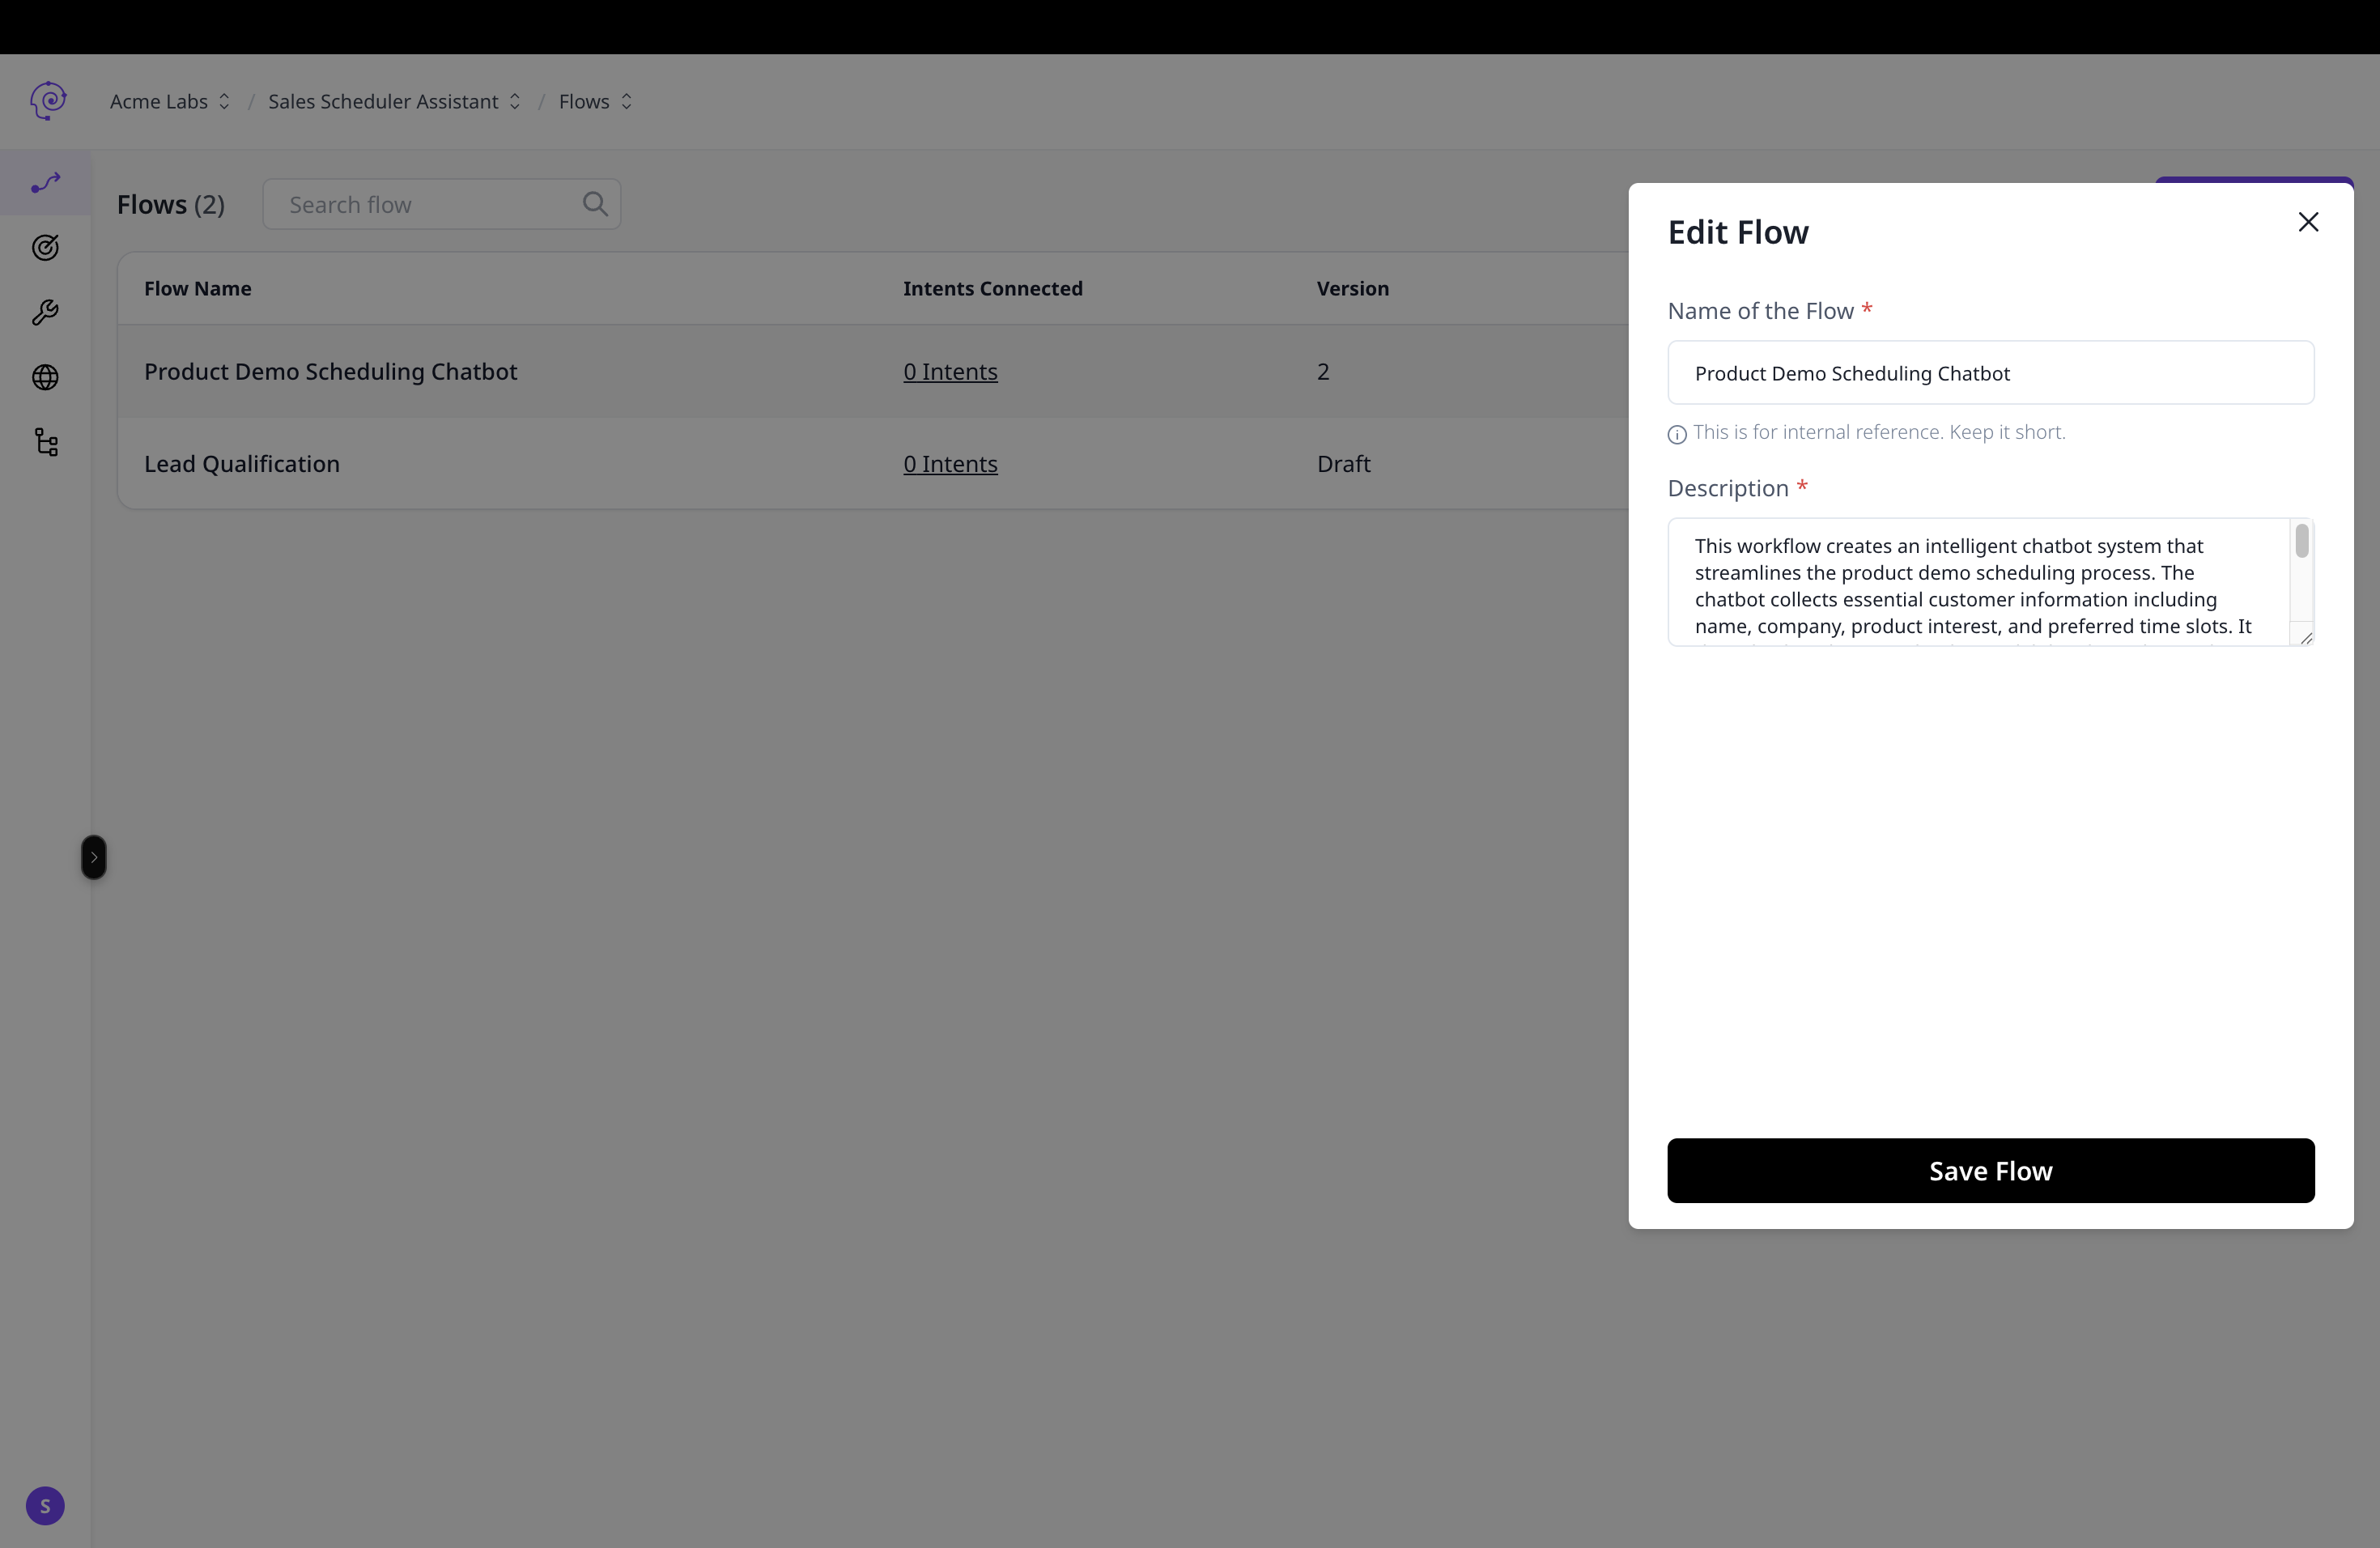 Acme Labs / Sales Scheduler Assistant / Flows
Flows (2)
Search flow
Flow Name Intents Connected Version
Product Demo Scheduling Chatbot 0 Intents 2
Lead Qualification 0 Intents Draft
S
Edit Flow
Name of the Flow *
Product Demo Scheduling Chatbot
This is for internal reference. Keep it short.
Description *
This workflow creates an intelligent chatbot system that
streamlines the product demo scheduling process. The
chatbot collects essential customer information including
name, company, product interest, and preferred time slots. It
Save Flow